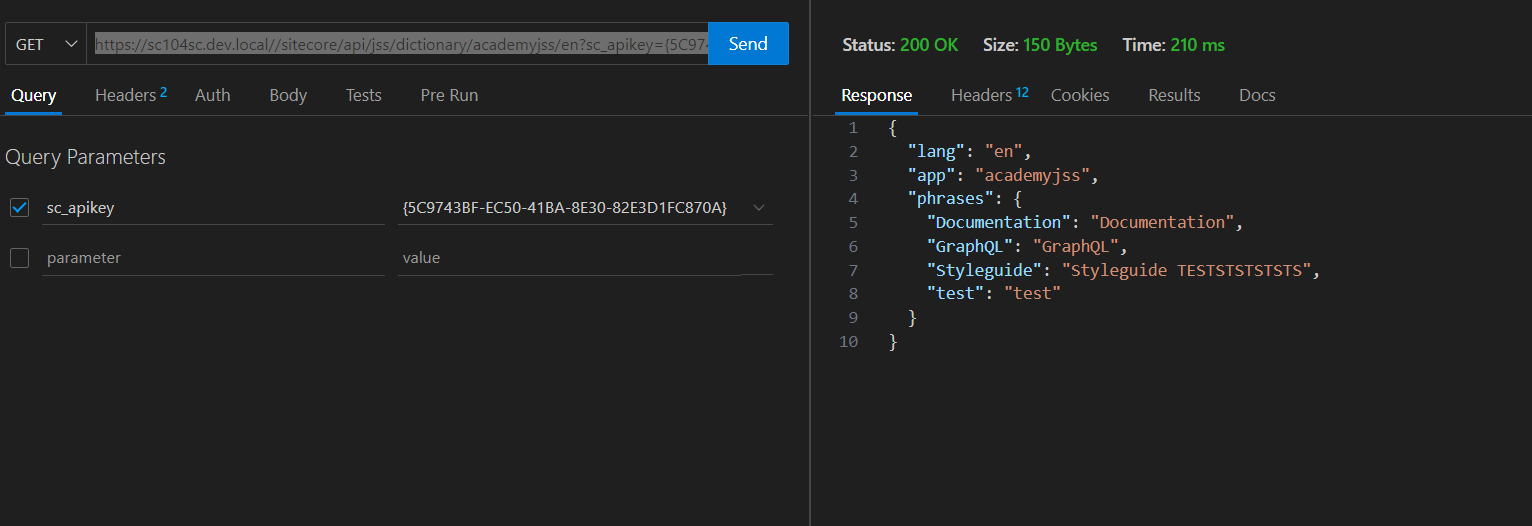 GET https://sc104sc.dev.local//sitecore/api/jss/dictionary/academyjss/en?sc_apikey={5C974 Send
Query Headers 2 Auth Body Tests Pre Run
Query Parameters
sc_apikey {5C9743BF-EC50-41BA-8E30-82E3D1FC870A}
parameter value
Status: 200 OK Size: 150 Bytes Time: 210 ms
Response Headers 12 Cookies Results Docs
1 {
2 "lang": "en",
3 "app": "academyjss",
4 "phrases": {
5 "Documentation": "Documentation",
6 "GraphQL": "GraphQL",
7 "Styleguide": "Styleguide TESTSTSTSTSTS",
8 "test": "test"
9 }
10 }